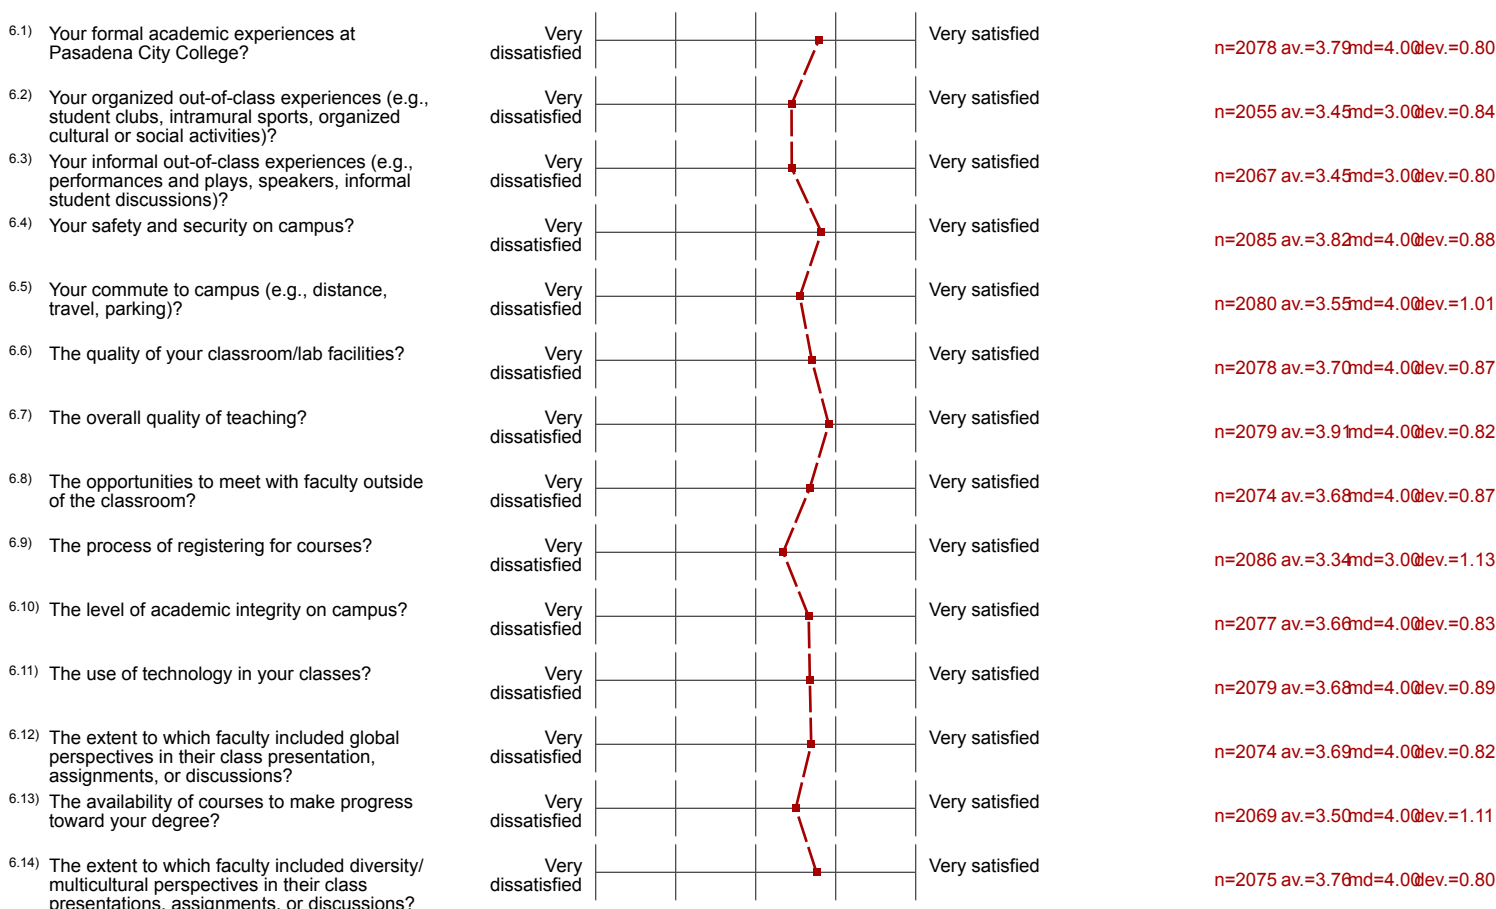 6.1) Your formal academic experiences at
Pasadena City College?
Very
dissatisfied
Very satisfied
n=2078 av.=3.79 md=4.00 dev.=0.80
6.2) Your organized out-of-class experiences (e.g.,
student clubs, intramural sports, organized
cultural or social activities)?
Very
dissatisfied
Very satisfied
n=2055 av.=3.45 md=3.00 dev.=0.84
6.3) Your informal out-of-class experiences (e.g.,
performances and plays, speakers, informal
student discussions)?
Very
dissatisfied
Very satisfied
n=2067 av.=3.45 md=3.00 dev.=0.80
6.4) Your safety and security on campus?
Very
dissatisfied
Very satisfied
n=2085 av.=3.82 md=4.00 dev.=0.88
6.5) Your commute to campus (e.g., distance,
travel, parking)?
Very
dissatisfied
Very satisfied
n=2080 av.=3.55 md=4.00 dev.=1.01
6.6) The quality of your classroom/lab facilities?
Very
dissatisfied
Very satisfied
n=2078 av.=3.70 md=4.00 dev.=0.87
6.7) The overall quality of teaching?
Very
dissatisfied
Very satisfied
n=2079 av.=3.91 md=4.00 dev.=0.82
6.8) The opportunities to meet with faculty outside
of the classroom?
Very
dissatisfied
Very satisfied
n=2074 av.=3.68 md=4.00 dev.=0.87
6.9) The process of registering for courses?
Very
dissatisfied
Very satisfied
n=2086 av.=3.34 md=3.00 dev.=1.13
6.10) The level of academic integrity on campus?
Very
dissatisfied
Very satisfied
n=2077 av.=3.66 md=4.00 dev.=0.83
6.11) The use of technology in your classes?
Very
dissatisfied
Very satisfied
n=2079 av.=3.68 md=4.00 dev.=0.89
6.12) The extent to which faculty included global
perspectives in their class presentation,
assignments, or discussions?
Very
dissatisfied
Very satisfied
n=2074 av.=3.69 md=4.00 dev.=0.82
6.13) The availability of courses to make progress
toward your degree?
Very
dissatisfied
Very satisfied
n=2069 av.=3.50 md=4.00 dev.=1.11
6.14) The extent to which faculty included diversity/
multicultural perspectives in their class
presentations, assignments, or discussions?
Very
dissatisfied
Very satisfied
n=2075 av.=3.76 md=4.00 dev.=0.80